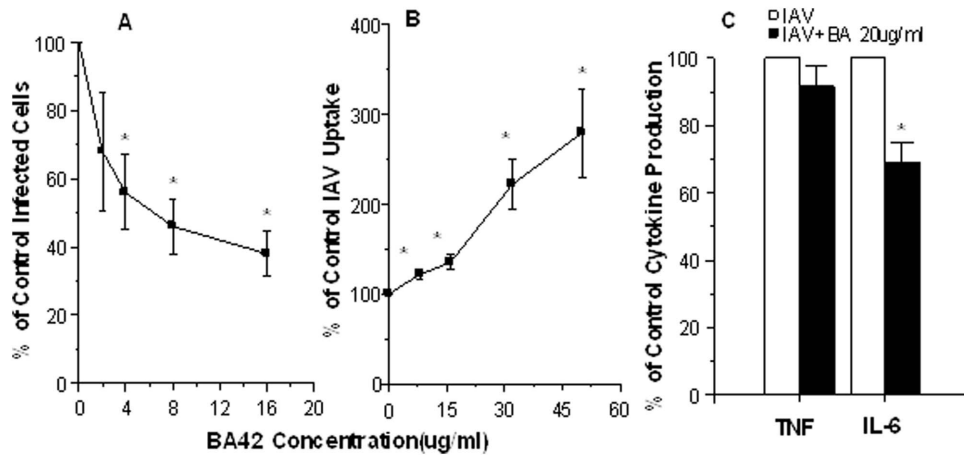 A
% of Control Infected Cells
100
80
60
40
20
0
*
*
*
0 4 8 12 16 20
B
% of Control IAV Uptake
400
300
250
200
150
100
0
*
*
*
*
0 15 30 45 60
BA42 Concentration(ug/ml)
C
IAV
IAV+BA 20ug/ml
% of Control Cytokine Production
100
80
60
40
20
0
*
TNF IL-6